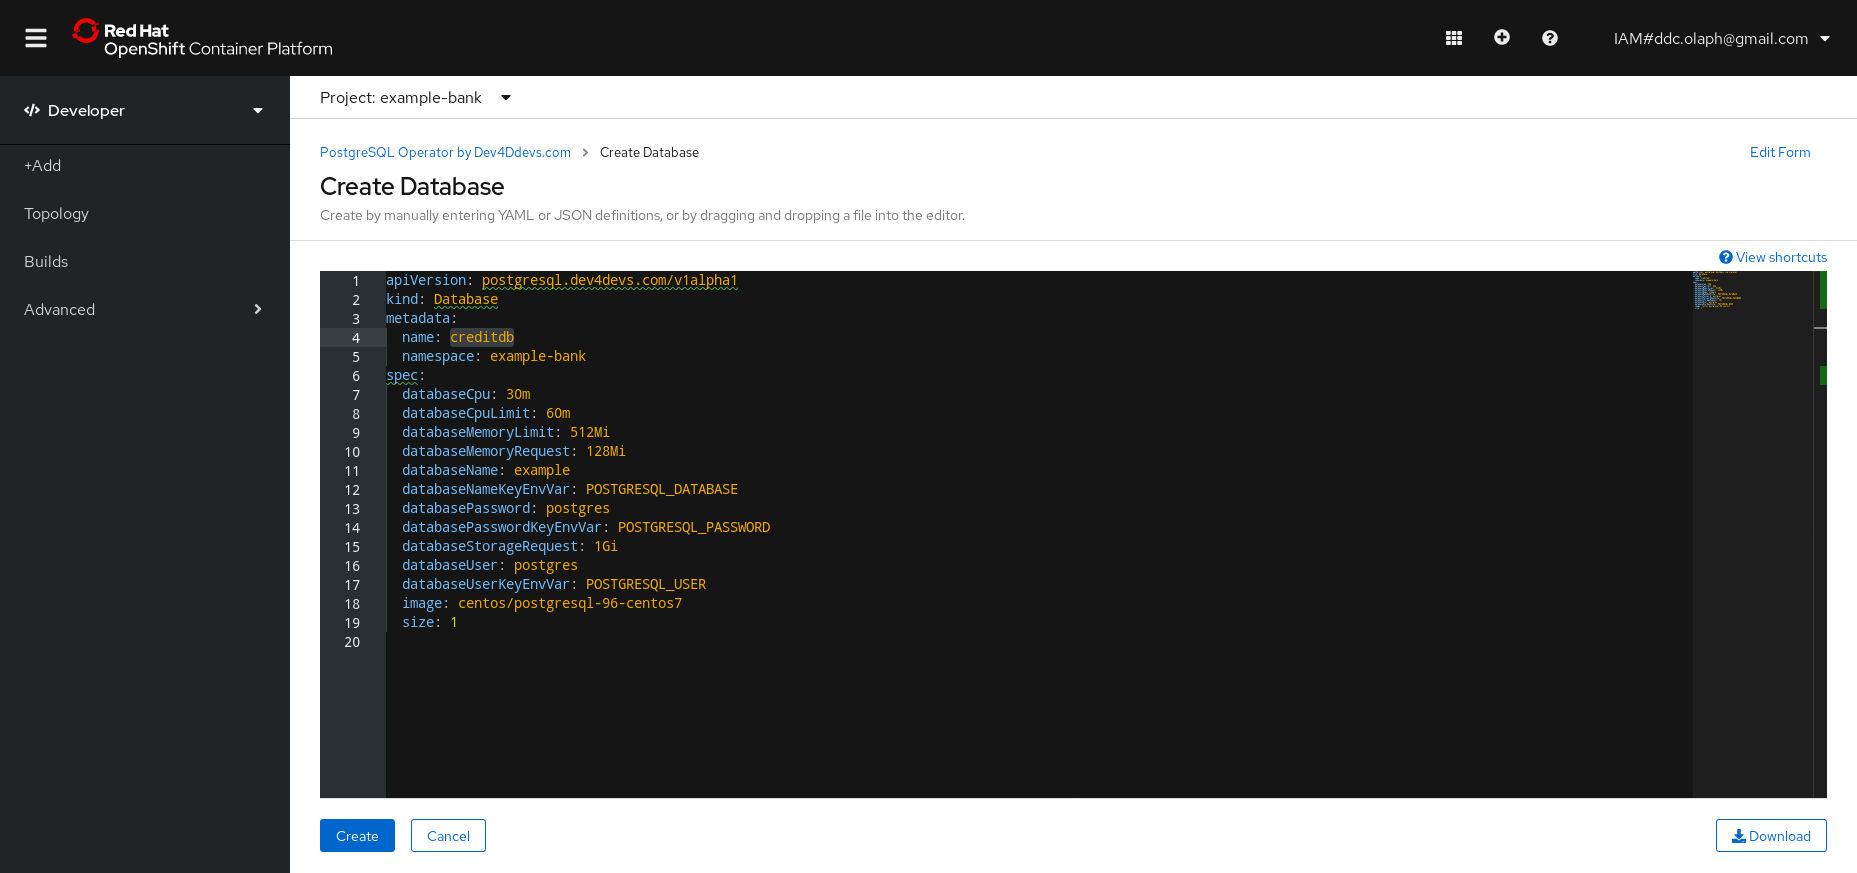 Red Hat
OpenShift Container Platform
IAM#ddc.olaph@gmail.com
Developer
+Add
Topology
Builds
Advanced
Project: example-bank
PostgreSQL Operator by Dev4Ddevs.com > Create Database
Edit Form
Create Database
Create by manually entering YAML or JSON definitions, or by dragging and dropping a file into the editor.
View shortcuts
1 apiVersion: postgresql.dev4devs.com/v1alpha1
2 kind: Database
3 metadata:
4   name: creditdb
5   namespace: example-bank
6 spec:
7   databaseCpu: 30m
8   databaseCpuLimit: 60m
9   databaseMemoryLimit: 512Mi
10   databaseMemoryRequest: 128Mi
11   databaseName: example
12   databaseNameKeyEnvVar: POSTGRESQL_DATABASE
13   databasePassword: postgres
14   databasePasswordKeyEnvVar: POSTGRESQL_PASSWORD
15   databaseStorageRequest: 1Gi
16   databaseUser: postgres
17   databaseUserKeyEnvVar: POSTGRESQL_USER
18   image: centos/postgresql-96-centos7
19   size: 1
20
Create
Cancel
Download